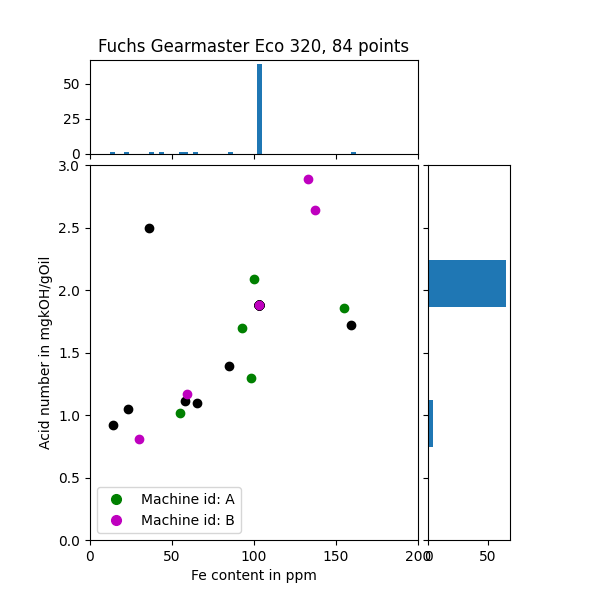 Fuchs Gearmaster Eco 320, 84 points
50
25
0
3.0
2.5
2.0
1.5
1.0
0.5
0.0
Acid number in mgkOH/gOil
Machine id: A
Machine id: B
0 50 100 150 200 0 50
Fe content in ppm